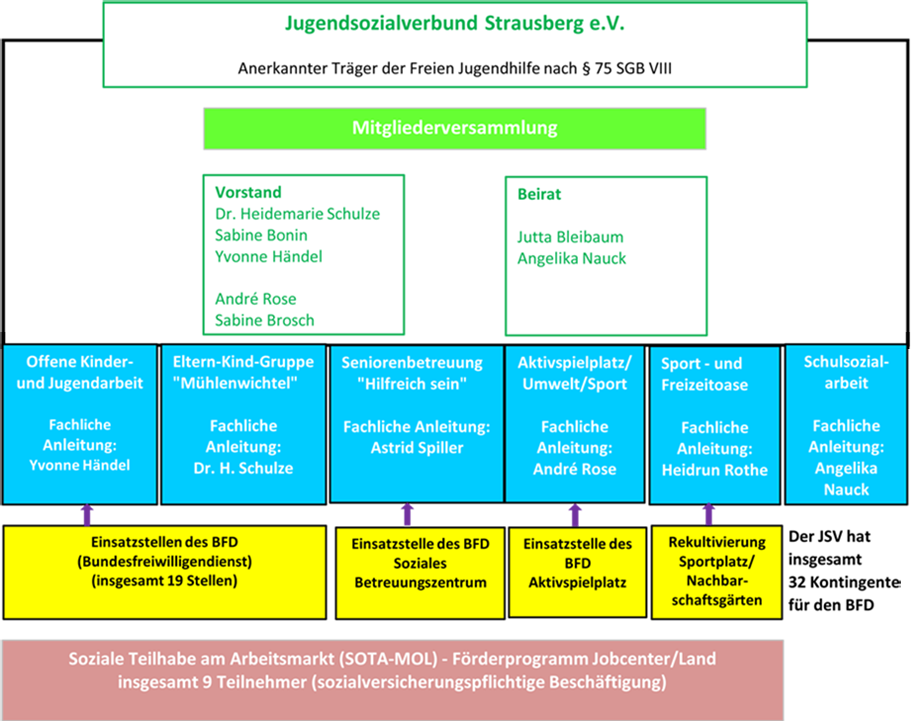 Jugendsozialverbund Strausberg e.V.
Anerkannter Träger der Freien Jugendhilfe nach § 75 SGB VIII
Mitgliederversammlung
Vorstand
Dr. Heidemarie Schulze
Sabine Bonin
Yvonne Händel
André Rose
Sabine Brosch
Beirat
Jutta Bleibaum
Angelika Nauck
Offene Kinder-
und Jugendarbeit
Fachliche
Anleitung:
Yvonne Händel
Eltern-Kind-Gruppe
"Mühlenwichtel"
Fachliche
Anleitung:
Dr. H. Schulze
Seniorenbetreuung
"Hilfreich sein"
Fachliche Anleitung:
Astrid Spiller
Aktivspielplatz/
Umwelt/Sport
Fachliche
Anleitung:
André Rose
Sport - und
Freizeitoase
Fachliche
Anleitung:
Heidrun Rothe
Schulsozial-
arbeit
Fachliche
Anleitung:
Angelika
Nauck
Einsatzstellen des BFD
(Bundesfreiwilligendienst)
(insgesamt 19 Stellen)
Einsatzstelle des BFD
Soziales
Betreuungszentrum
Einsatzstelle des
BFD
Aktivspielplatz
Rekultivierung
Sportplatz/
Nachbar-
schaftsgärten
Der JSV hat
insgesamt
32 Kontingente
für den BFD
Soziale Teilhabe am Arbeitsmarkt (SOTA-MOL) - Förderprogramm Jobcenter/Land
insgesamt 9 Teilnehmer (sozialversicherungspflichtige Beschäftigung)